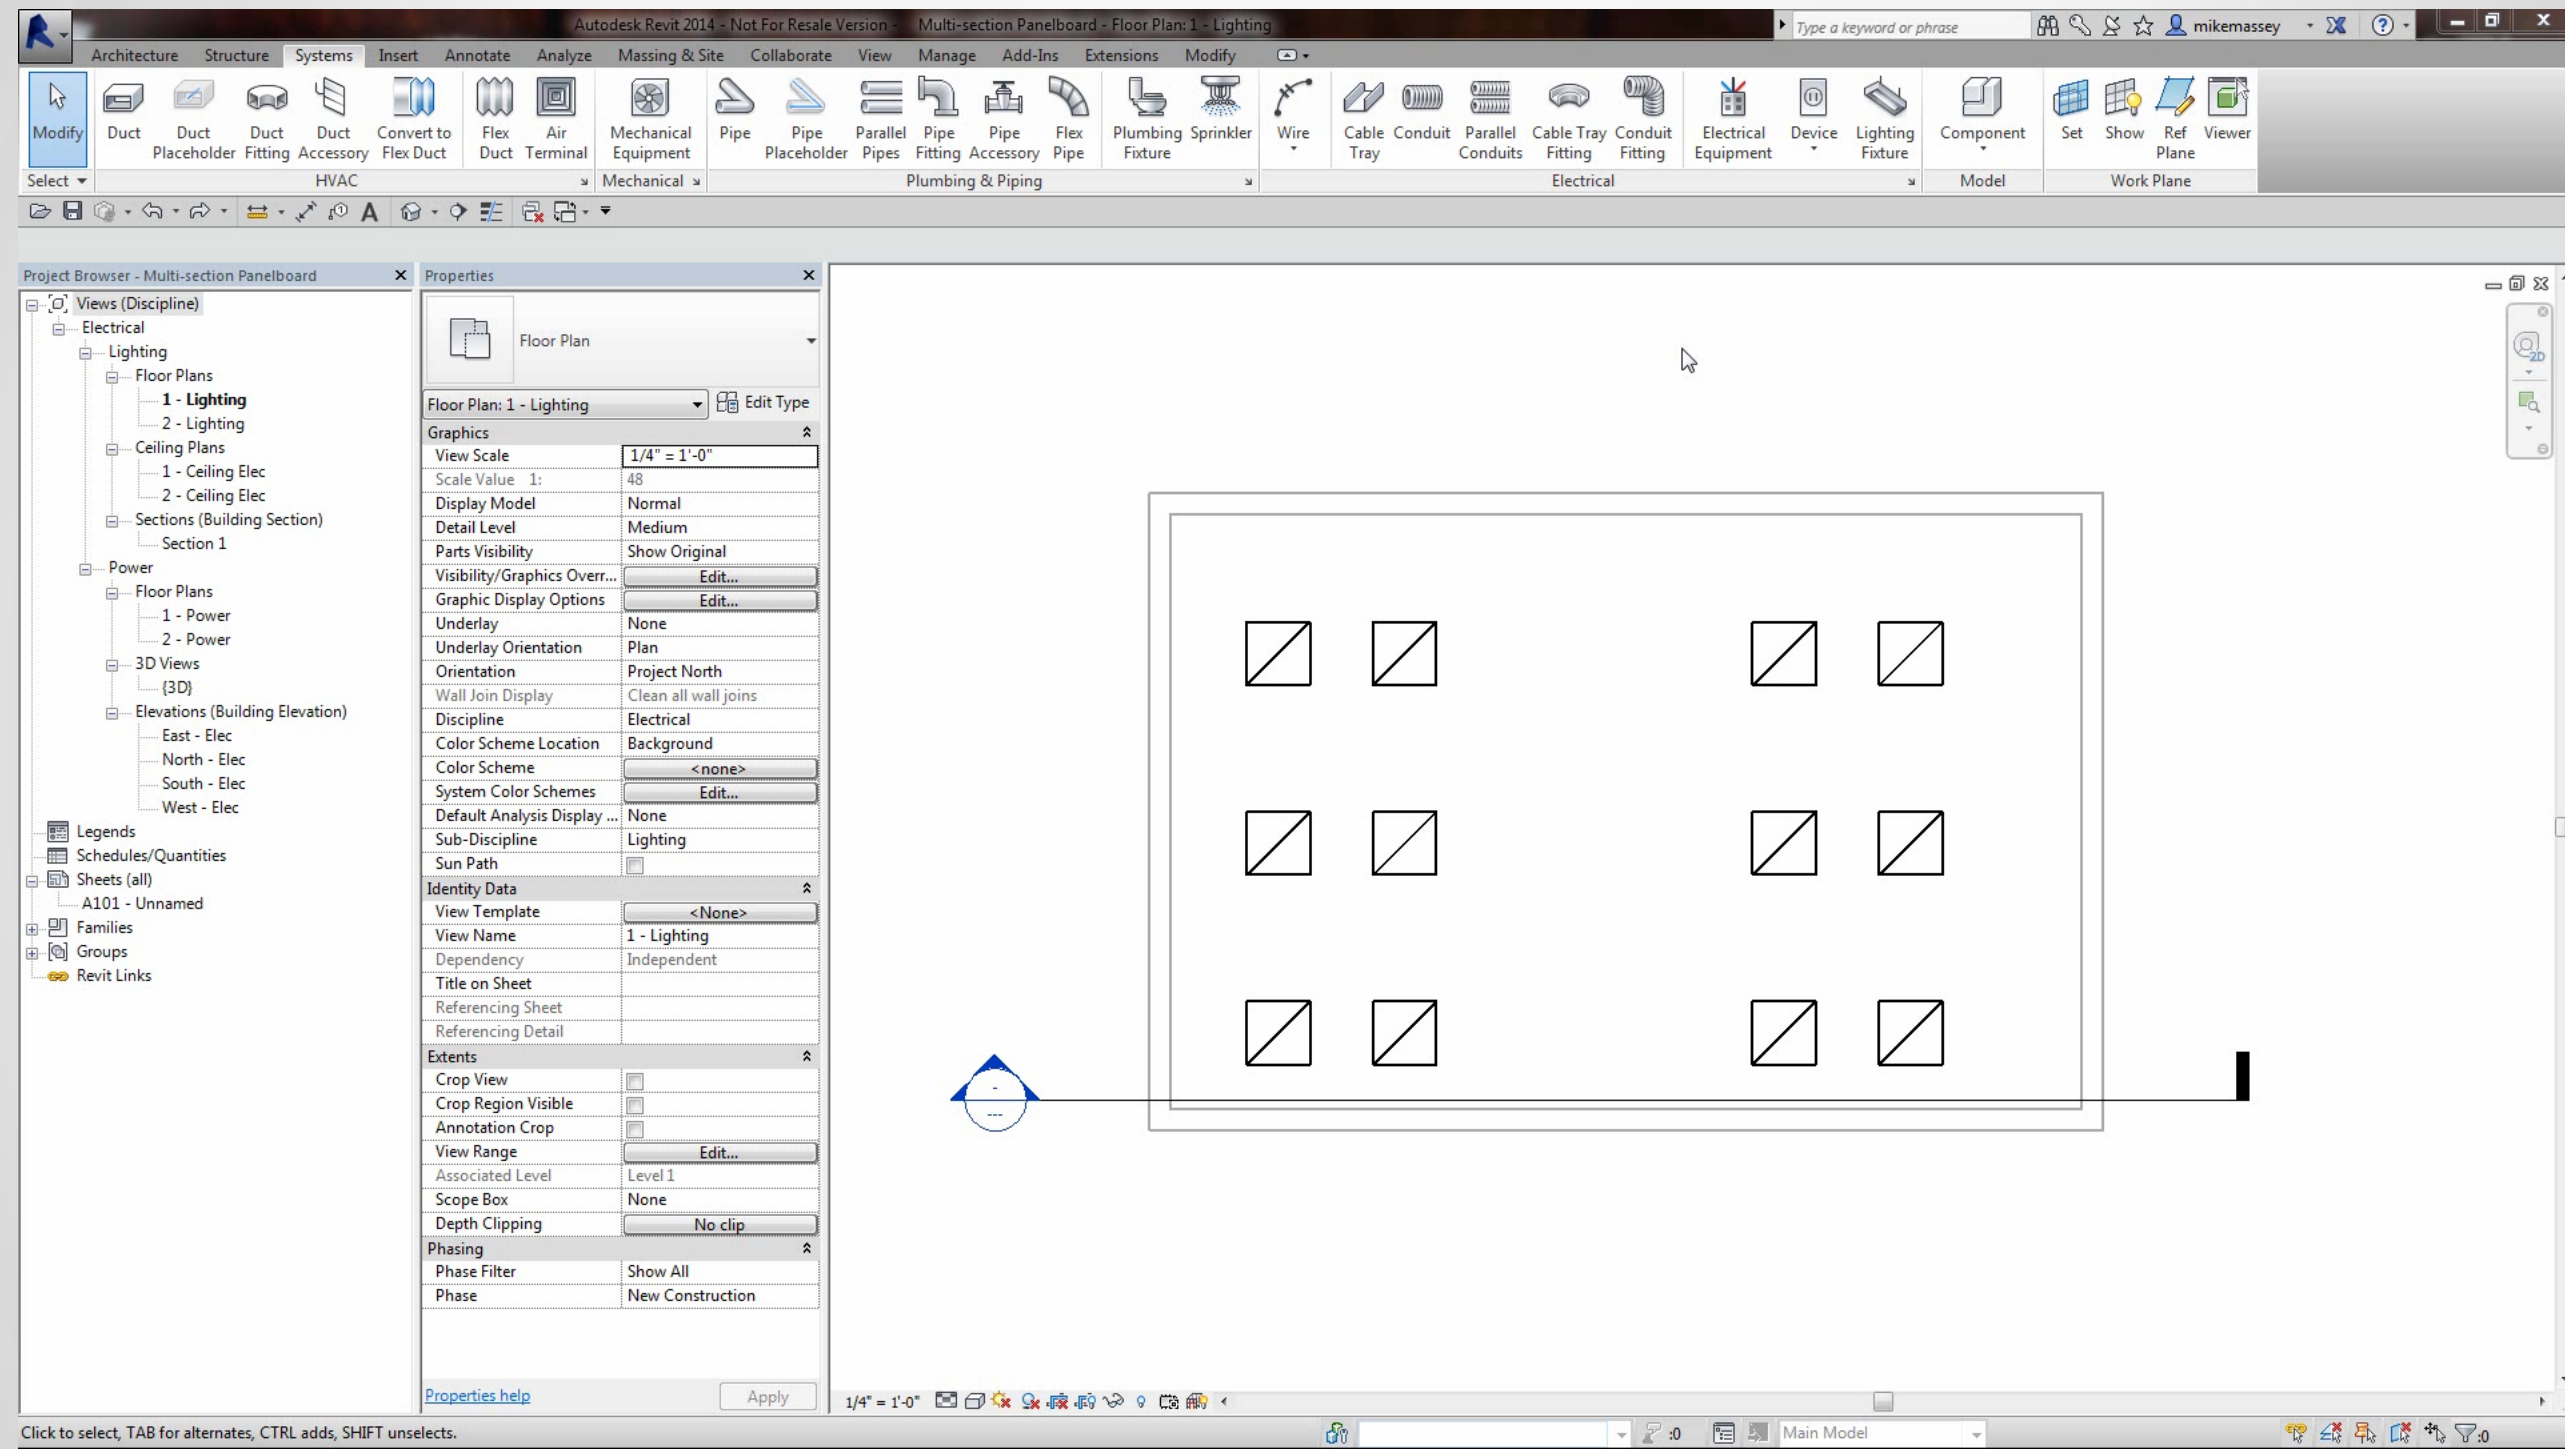 Autodesk Revit 2014 - Not For Resale Version - Multi-section Panelboard - Floor Plan: 1 - Lighting
Type a keyword or phrase
mikemassey
Architecture Structure Systems Insert Annotate Analyze Massing & Site Collaborate View Manage Add-Ins Extensions Modify
Modify
Duct
Duct Placeholder
Duct Fitting
Duct Accessory
Convert to Flex Duct
Flex Duct
Air Terminal
Mechanical Equipment
Pipe
Pipe Placeholder
Parallel Pipes
Pipe Fitting
Pipe Accessory
Flex Pipe
Plumbing Fixture
Sprinkler
Wire
Cable Tray
Conduit
Parallel Conduits
Cable Tray Fitting
Conduit Fitting
Electrical Equipment
Device
Lighting Fixture
Component
Set
Show
Ref Plane
Viewer
Select HVAC Mechanical Plumbing & Piping Electrical Model Work Plane
Project Browser - Multi-section Panelboard
Views (Discipline)
Electrical
Lighting
Floor Plans
1 - Lighting
2 - Lighting
Ceiling Plans
1 - Ceiling Elec
2 - Ceiling Elec
Sections (Building Section)
Section 1
Power
Floor Plans
1 - Power
2 - Power
3D Views
{3D}
Elevations (Building Elevation)
East - Elec
North - Elec
South - Elec
West - Elec
Legends
Schedules/Quantities
Sheets (all)
A101 - Unnamed
Families
Groups
Revit Links
Properties
Floor Plan
Floor Plan: 1 - Lighting Edit Type
Graphics
View Scale 1/4" = 1'-0"
Scale Value 1: 48
Display Model Normal
Detail Level Medium
Parts Visibility Show Original
Visibility/Graphics Overr... Edit...
Graphic Display Options Edit...
Underlay None
Underlay Orientation Plan
Orientation Project North
Wall Join Display Clean all wall joins
Discipline Electrical
Color Scheme Location Background
Color Scheme <none>
System Color Schemes Edit...
Default Analysis Display ... None
Sub-Discipline Lighting
Sun Path
Identity Data
View Template <None>
View Name 1 - Lighting
Dependency Independent
Title on Sheet
Referencing Sheet
Referencing Detail
Extents
Crop View
Crop Region Visible
Annotation Crop
View Range Edit...
Associated Level Level 1
Scope Box None
Depth Clipping No clip
Phasing
Phase Filter Show All
Phase New Construction
Properties help Apply
2D
-
---
1/4" = 1'-0"
Click to select, TAB for alternates, CTRL adds, SHIFT unselects.
:0
Main Model
:0